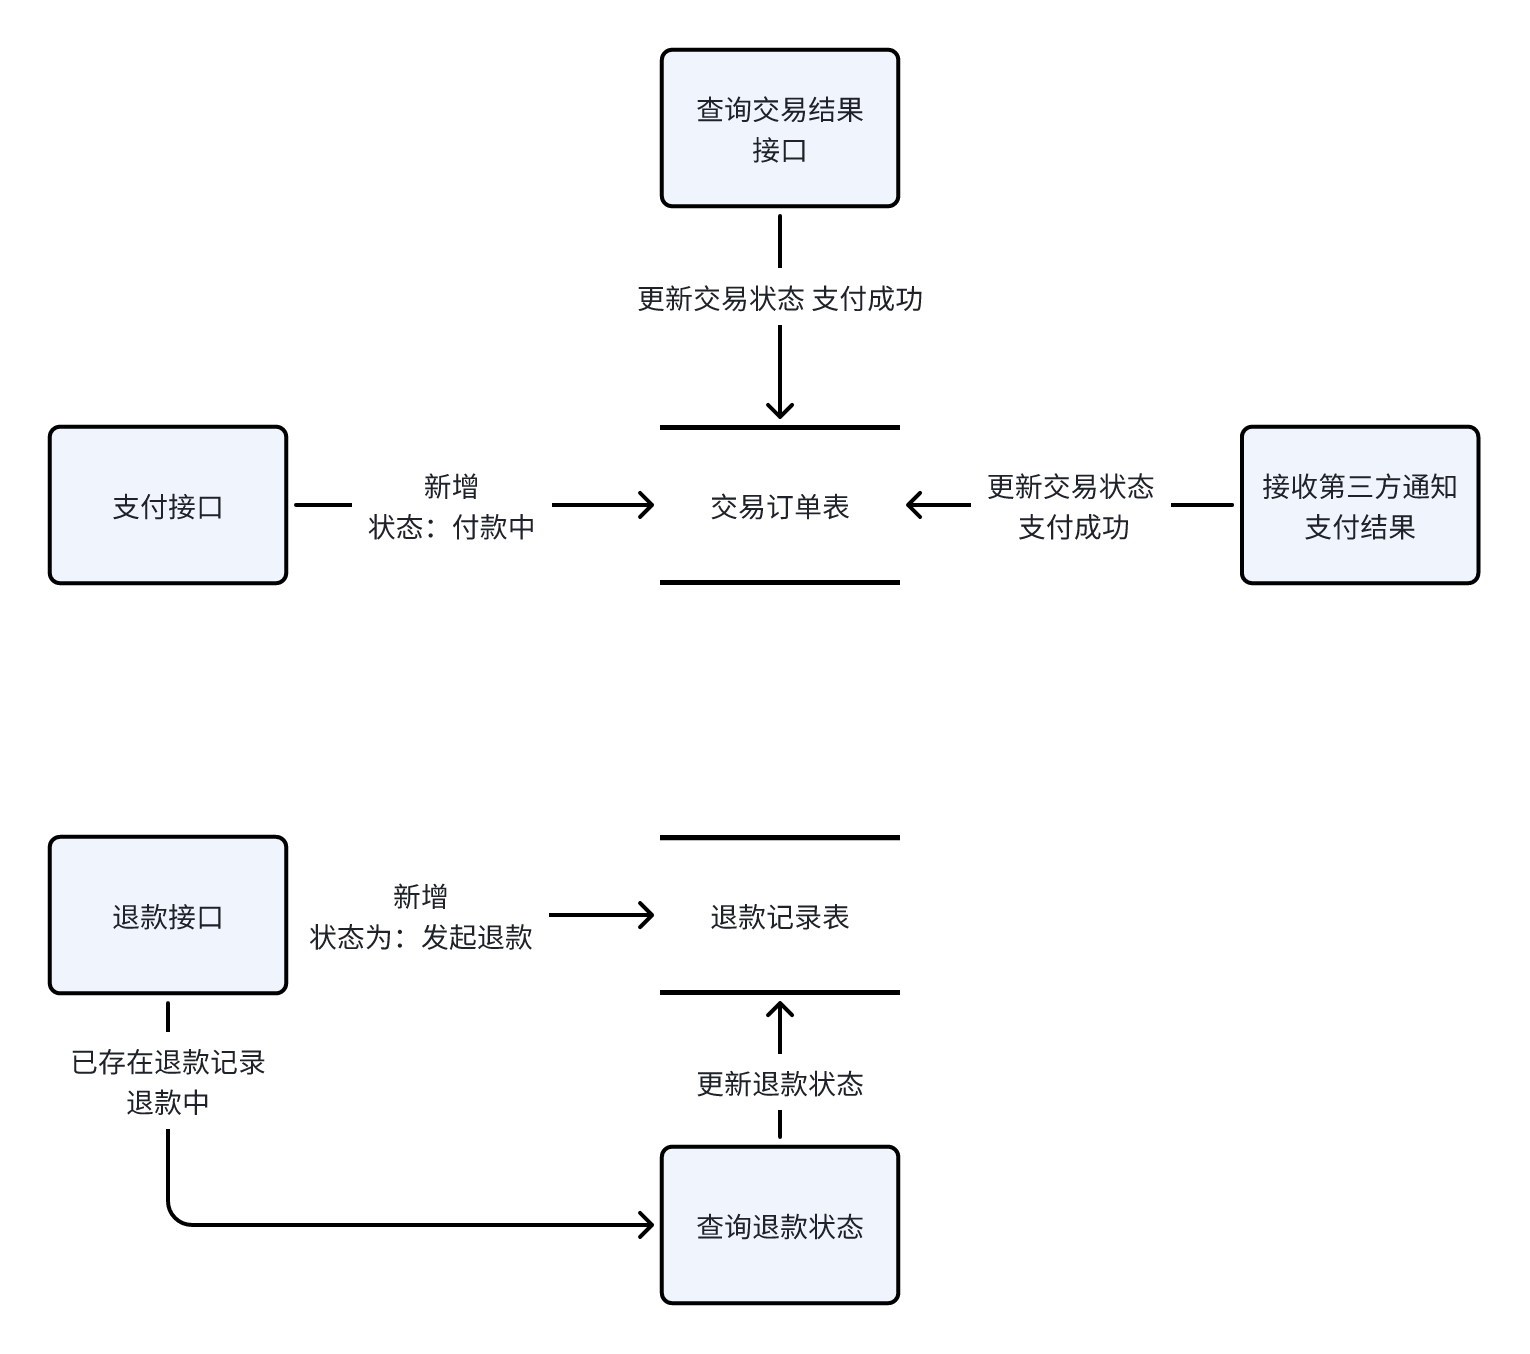 查询交易结果
接口
更新交易状态 支付成功
支付接口
新增
状态：付款中
交易订单表
更新交易状态
支付成功
接收第三方通知
支付结果
退款接口
新增
状态为：发起退款
退款记录表
已存在退款记录
退款中
更新退款状态
查询退款状态